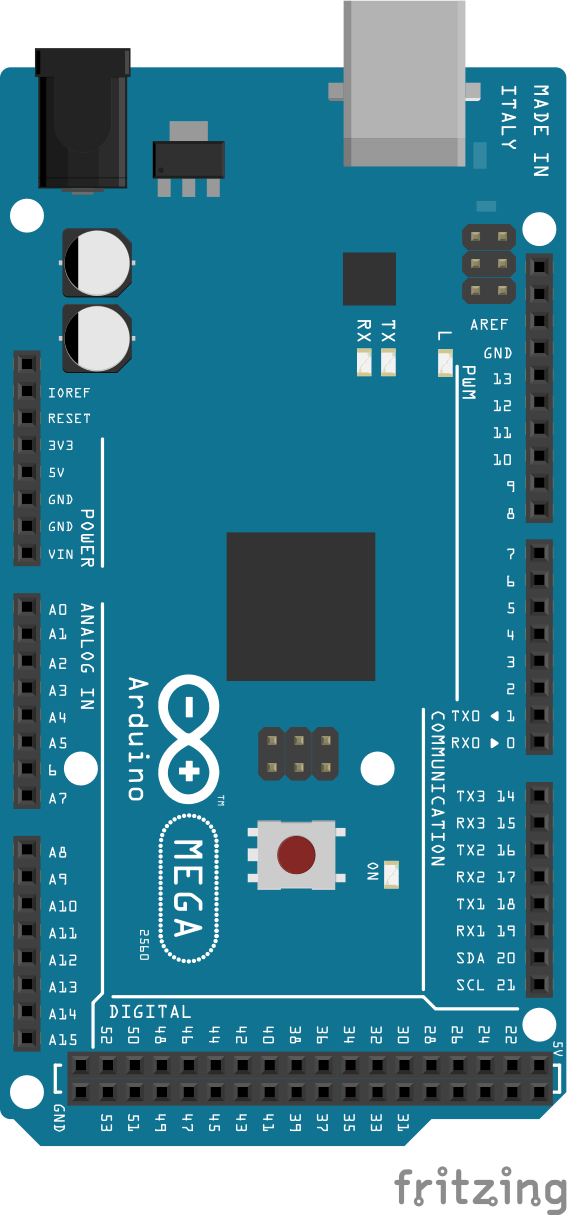 MADE IN
ITALY
RX
TX
L
PWM
AREF
GND
13
12
11
10
9
8
7
6
5
4
3
2
TX0 ◀ 1
RX0 ▶ 0
COMMUNICATION
TX3 14
RX3 15
TX2 16
RX2 17
TX1 18
RX1 19
SDA 20
SCL 21
IOREF
RESET
3V3
5V
GND
GND
VIN
POWER
A0
A1
A2
A3
A4
A5
6
A7
ANALOG IN
A8
A9
A10
A11
A12
A13
A14
A15
Arduino
TM
MEGA
2560
ON
DIGITAL
52 50 48 46 44 42 40 38 36 34 32 30 28 26 24 22
5V
GND
53 51 49 47 45 43 41 39 37 35 33 31
fritzing